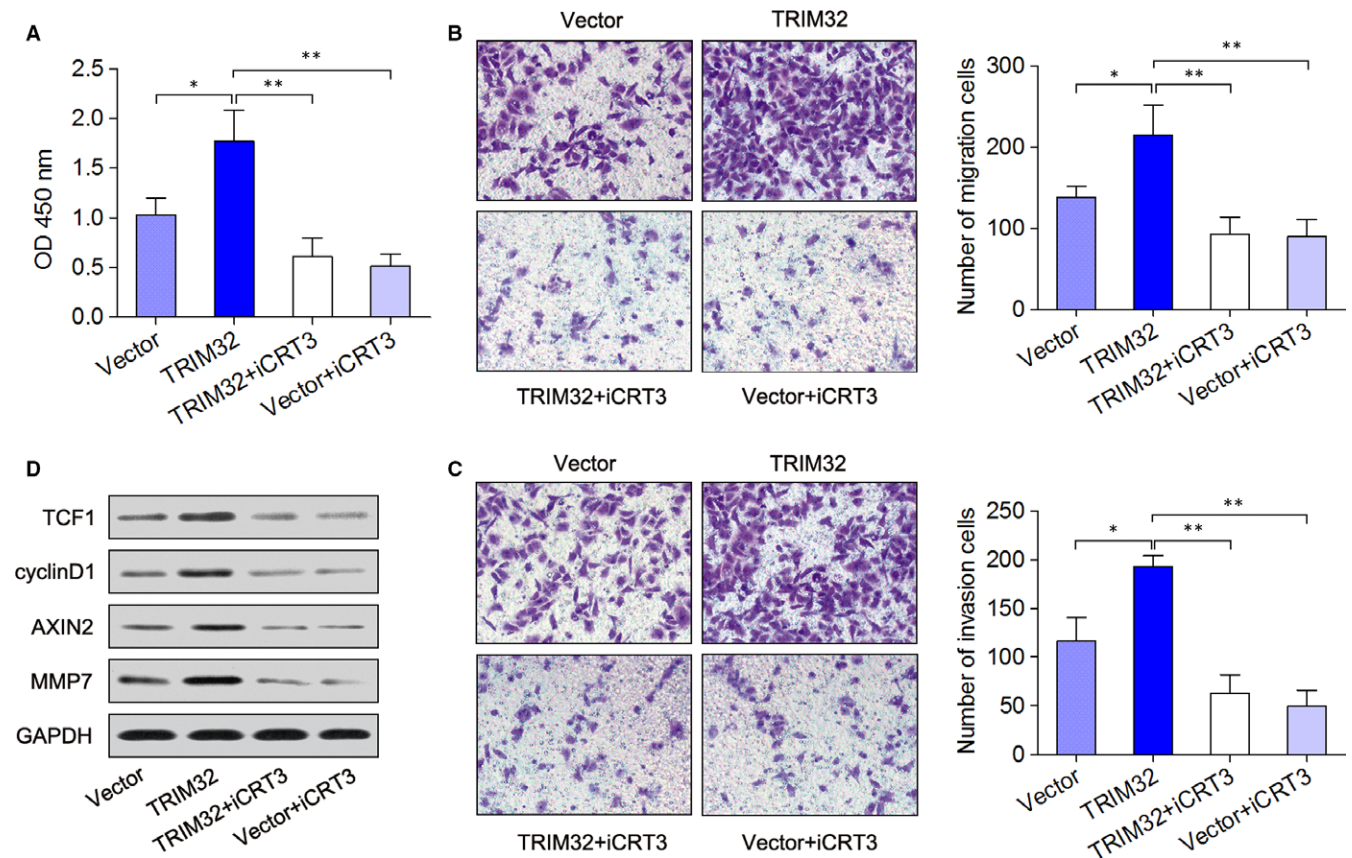 A
OD 450 nm
2.5
2.0
1.5
1.0
0.5
0.0
*
**
**
Vector
TRIM32
TRIM32+iCRT3
Vector+iCRT3
B
Vector
TRIM32
TRIM32+iCRT3
Vector+iCRT3
Number of migration cells
300
200
100
0
*
**
**
Vector
TRIM32
TRIM32+iCRT3
Vector+iCRT3
D
TCF1
cyclinD1
AXIN2
MMP7
GAPDH
Vector
TRIM32
TRIM32+iCRT3
Vector+iCRT3
C
Vector
TRIM32
TRIM32+iCRT3
Vector+iCRT3
Number of invasion cells
250
200
150
100
50
0
*
**
**
Vector
TRIM32
TRIM32+iCRT3
Vector+iCRT3